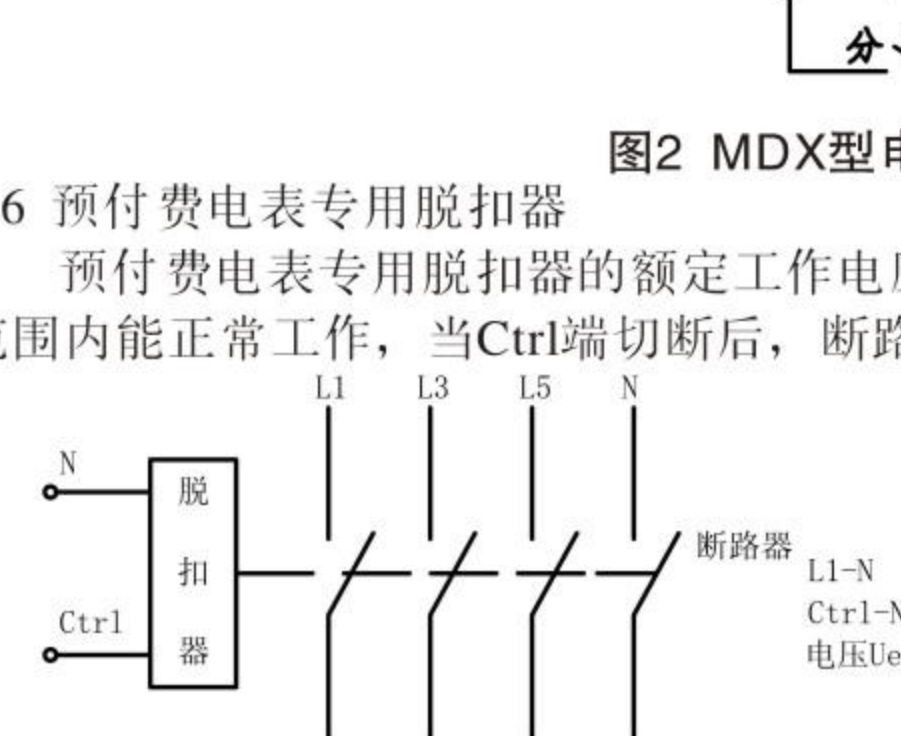 分、
图2 MDX型电
6 预付费电表专用脱扣器
预付费电表专用脱扣器的额定工作电压
范围内能正常工作，当Ctrl端切断后，断路
L1 L3 L5 N
N
脱扣器
Ctrl
断路器
L1-N
Ctrl-N
电压Ue